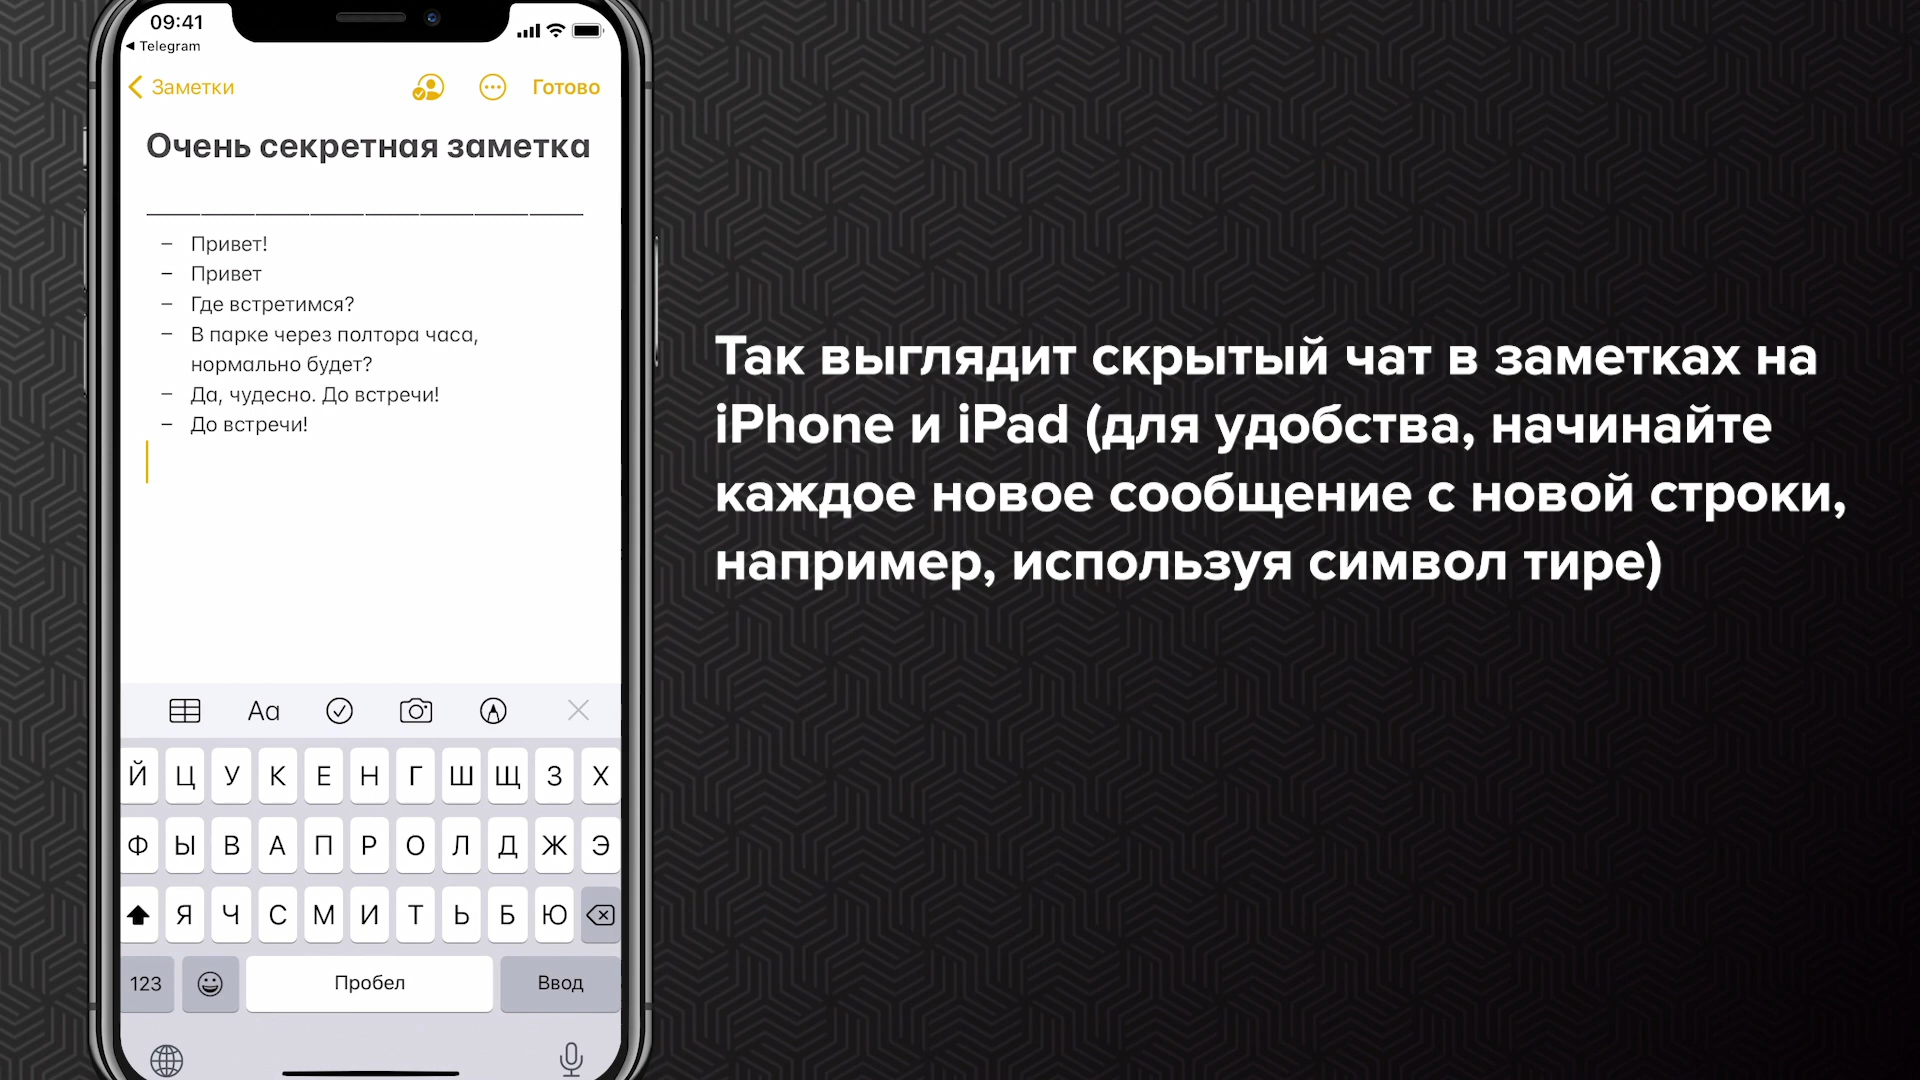 09:41
Telegram
Заметки
Готово
Очень секретная заметка
– Привет!
– Привет
– Где встретимся?
– В парке через полтора часа,
нормально будет?
– Да, чудесно. До встречи!
– До встречи!
Aa
Й Ц У К Е Н Г Ш Щ З Х
Ф Ы В А П Р О Л Д Ж Э
Я Ч С М И Т Ь Б Ю
123 Пробел Ввод
Так выглядит скрытый чат в заметках на
iPhone и iPad (для удобства, начинайте
каждое новое сообщение с новой строки,
например, используя символ тире)